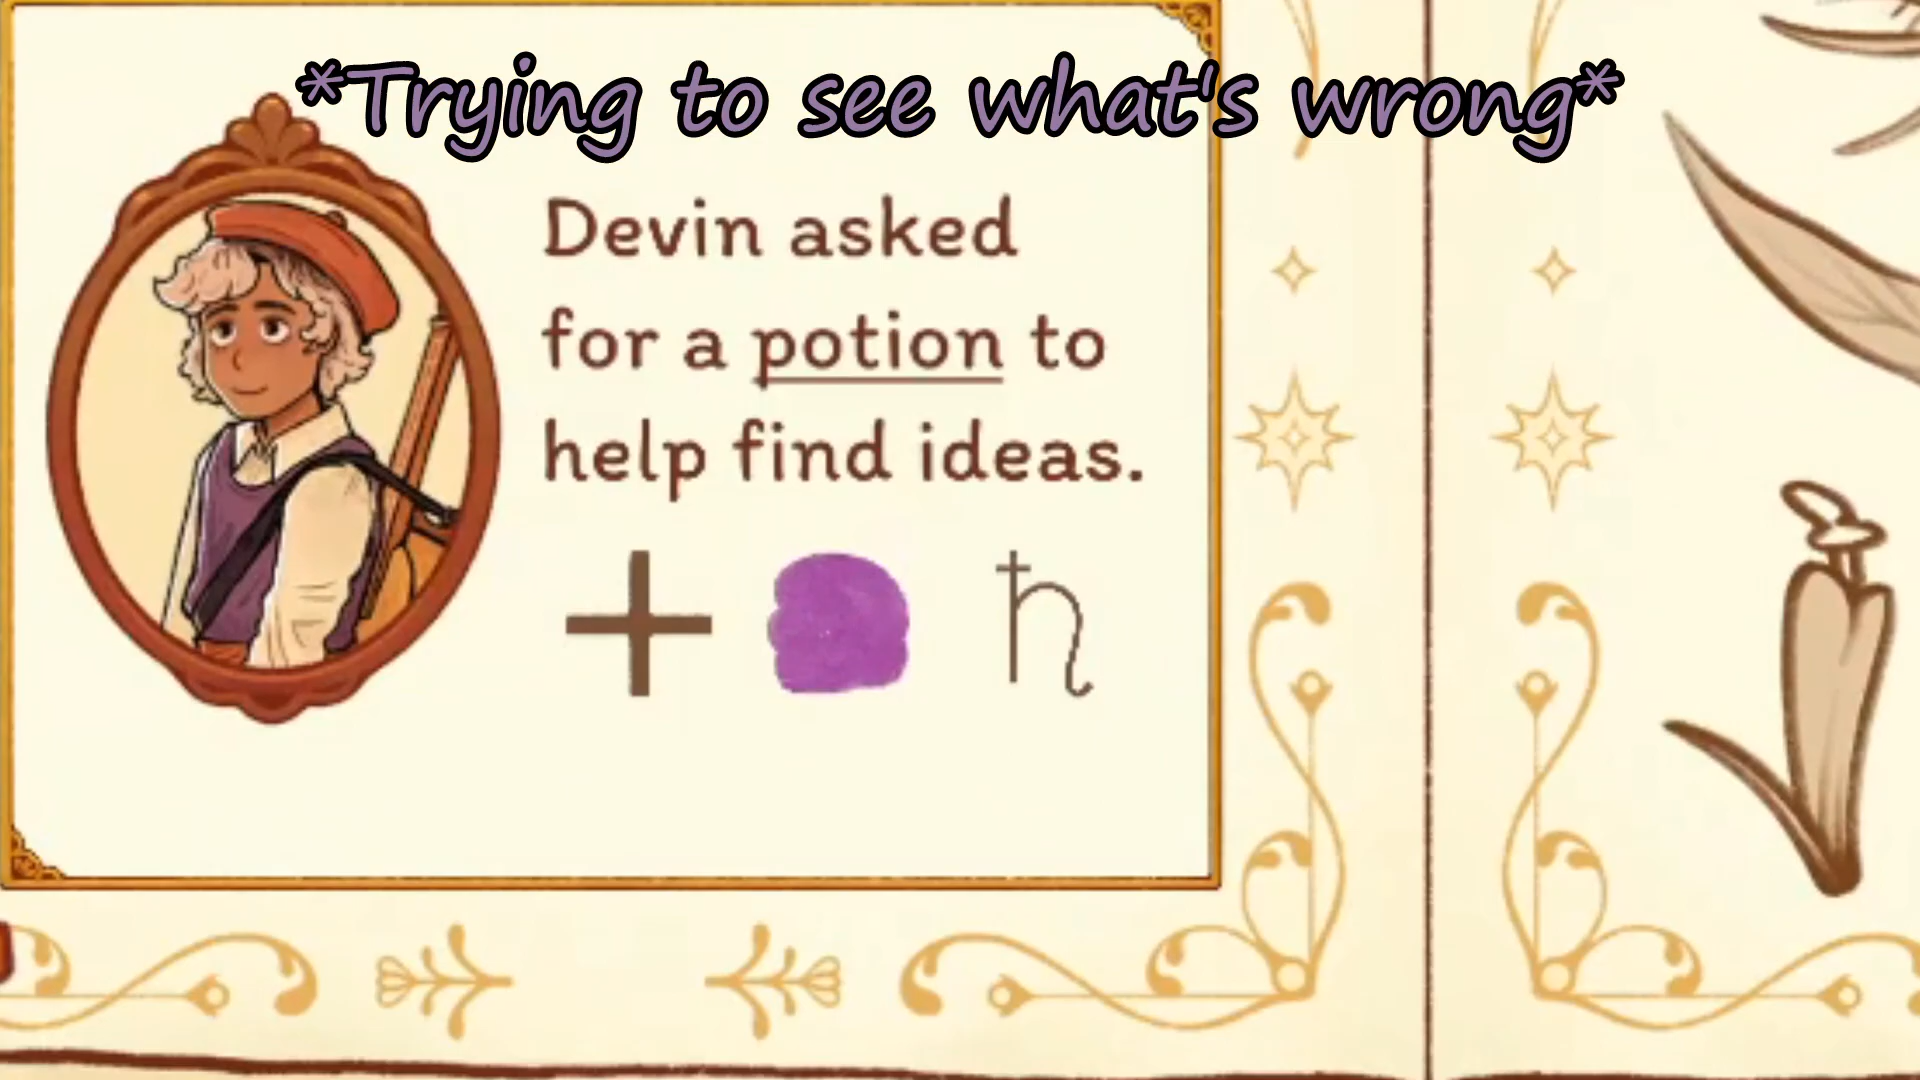 *Trying to see what's wrong*
Devin asked
for a potion to
help find ideas.